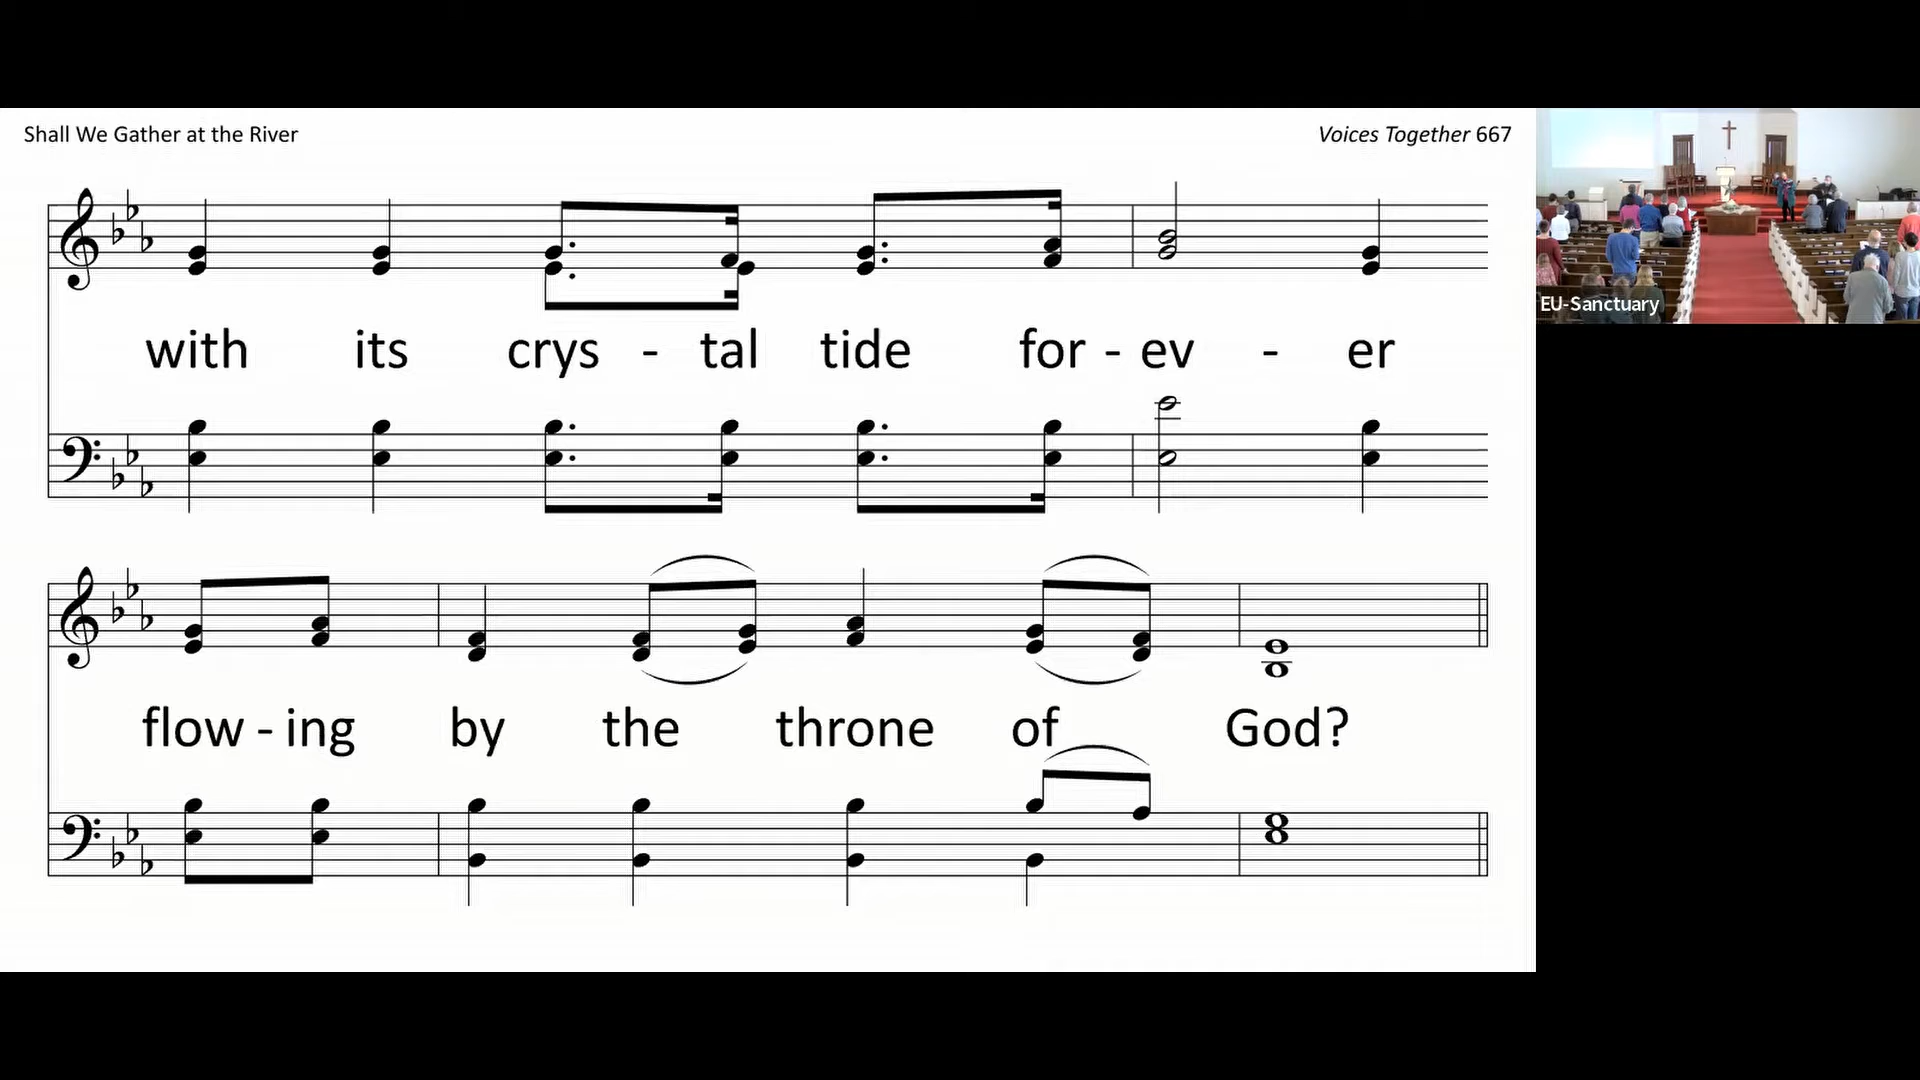 Shall We Gather at the River
Voices Together 667
EU-Sanctuary
with its crys - tal tide for - ev - er
flow - ing by the throne of God?